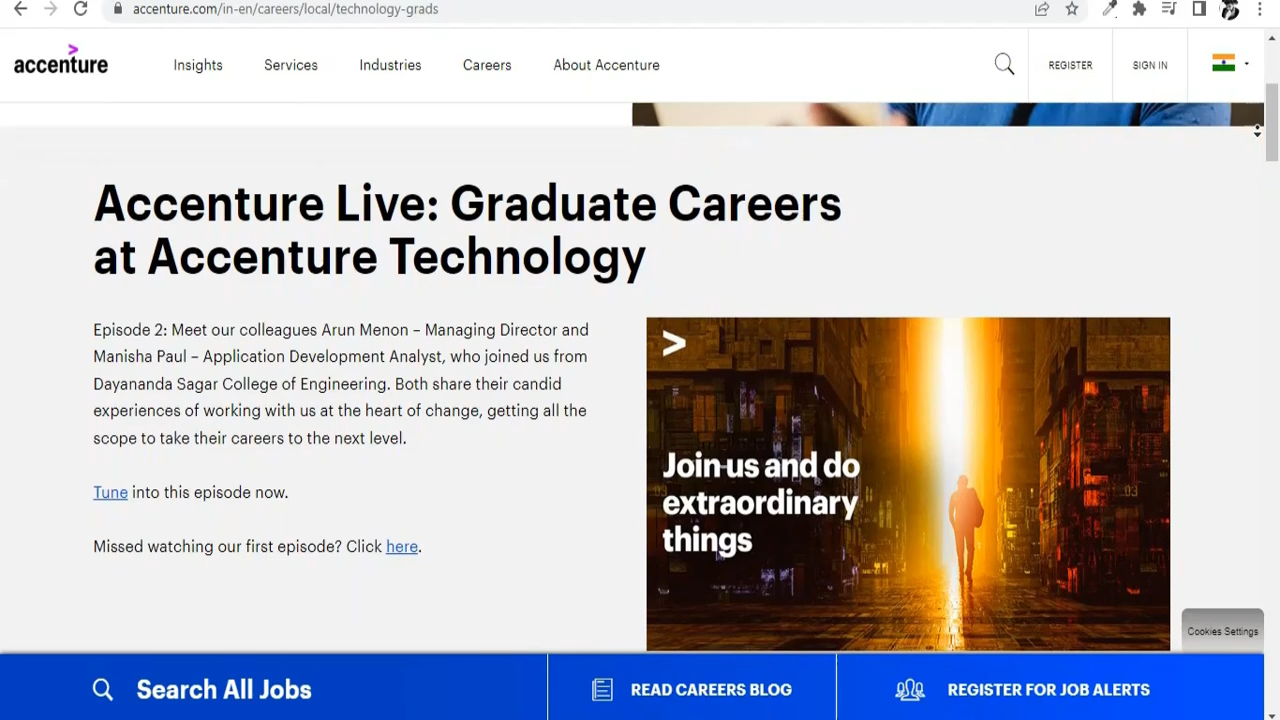 accenture.com/in-en/careers/local/technology-grads
>
accenture
Insights
Services
Industries
Careers
About Accenture
REGISTER
SIGN IN
Accenture Live: Graduate Careers
at Accenture Technology
Episode 2: Meet our colleagues Arun Menon – Managing Director and
Manisha Paul – Application Development Analyst, who joined us from
Dayananda Sagar College of Engineering. Both share their candid
experiences of working with us at the heart of change, getting all the
scope to take their careers to the next level.
Tune into this episode now.
Missed watching our first episode? Click here.
>
Join us and do
extraordinary
things
03
03
Cookies Settings
Search All Jobs
READ CAREERS BLOG
REGISTER FOR JOB ALERTS